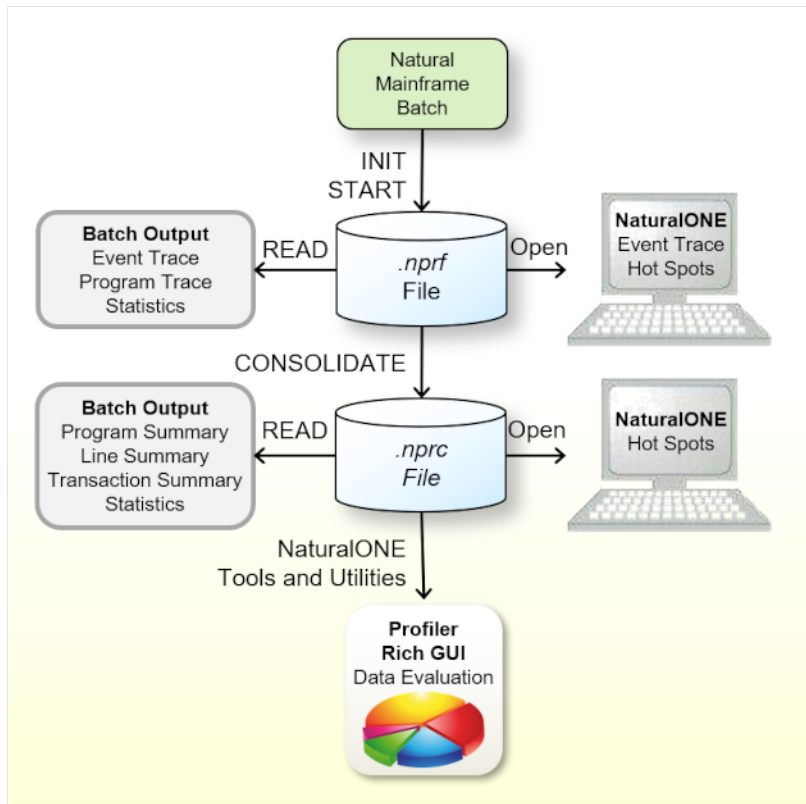 Natural
Mainframe
Batch
INIT
START
Batch Output
Event Trace
Program Trace
Statistics
READ
.nprf
File
Open
NaturalONE
Event Trace
Hot Spots
CONSOLIDATE
Batch Output
Program Summary
Line Summary
Transaction Summary
Statistics
READ
.nprc
File
Open
NaturalONE
Hot Spots
NaturalONE
Tools and Utilities
Profiler
Rich GUI
Data Evaluation